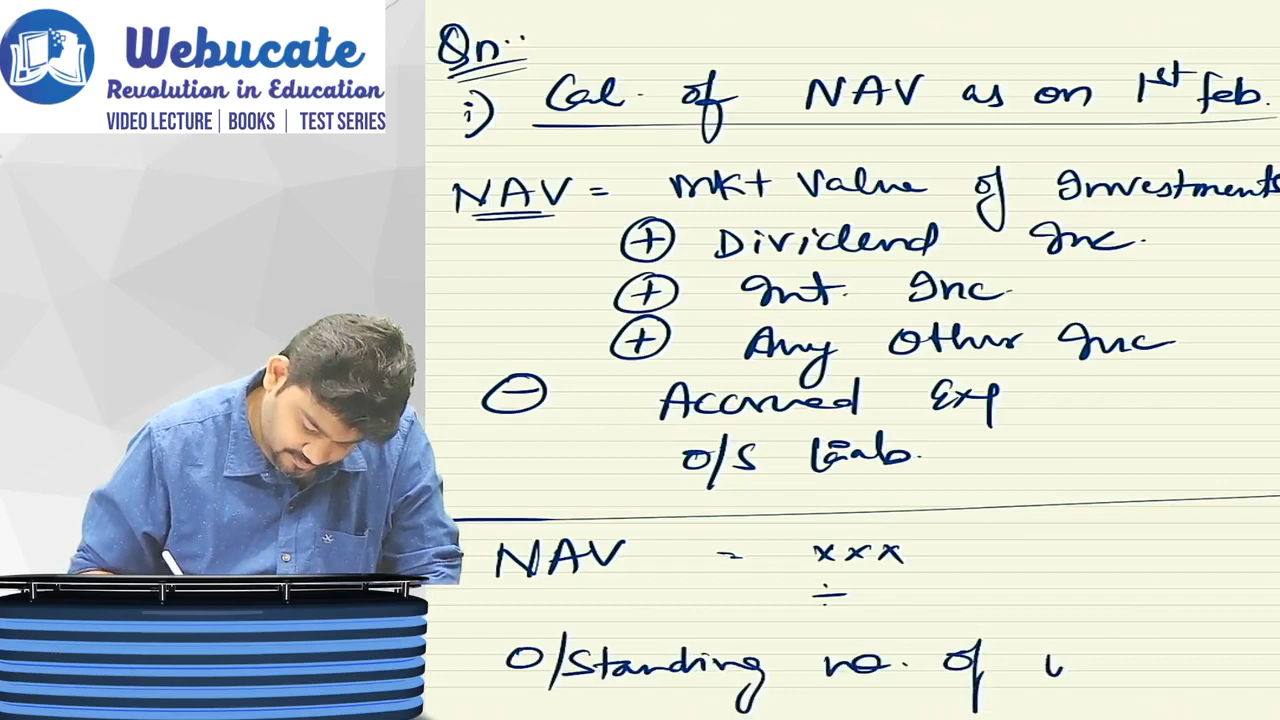 Webucate
Revolution in Education
VIDEO LECTURE | BOOKS | TEST SERIES
Qn..
i) Cal. of NAV as on 1st feb.
NAV = Mkt Value of Investments
+ Dividend Inc.
+ Int. Inc.
+ Any Other Inc
- Accrued Exp
O/S Liab.
NAV = xxx
÷
O/Standing no. of